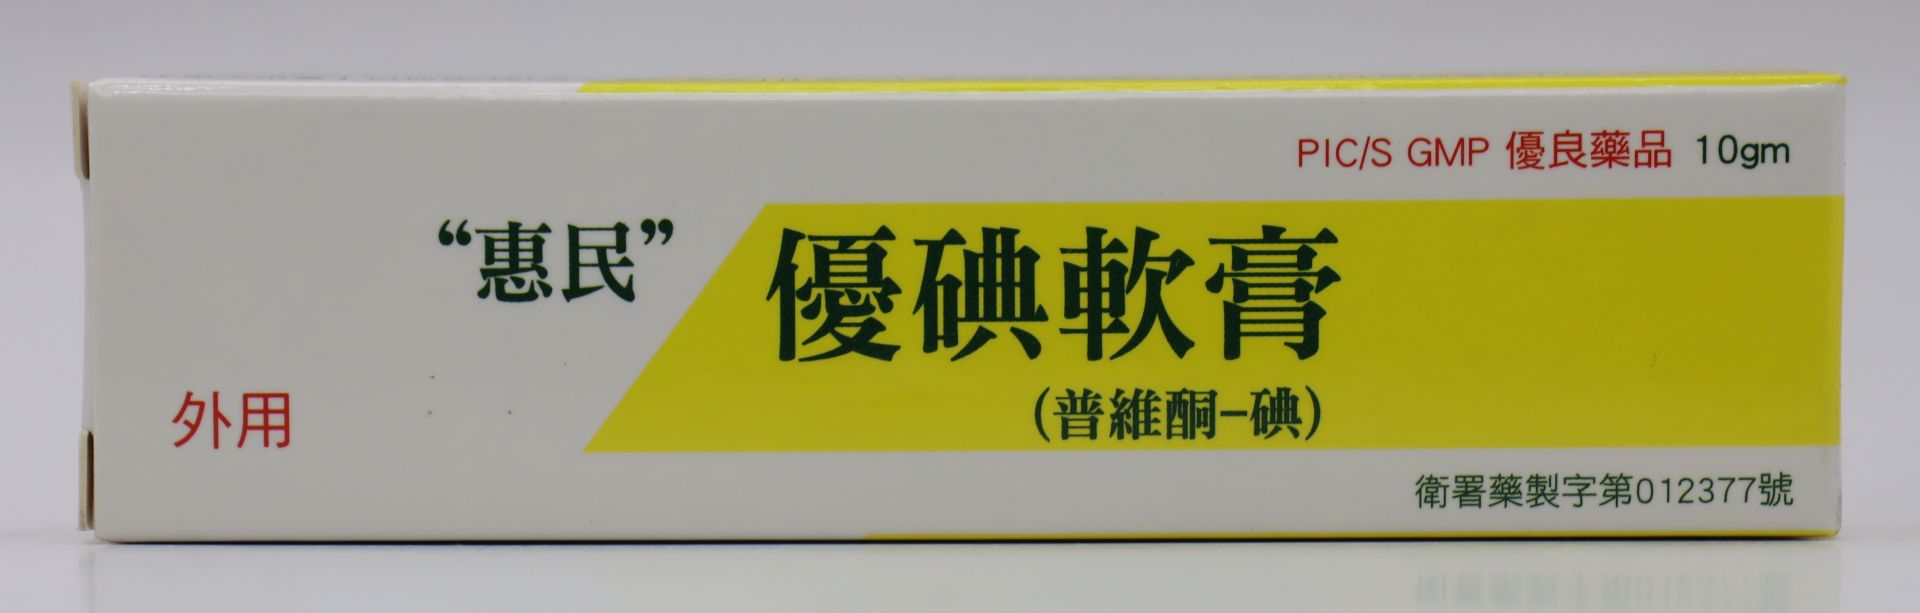 PIC/S GMP 優良藥品 10gm
“惠民” 優碘軟膏
(普維酮-碘)
外用
衛署藥製字第012377號